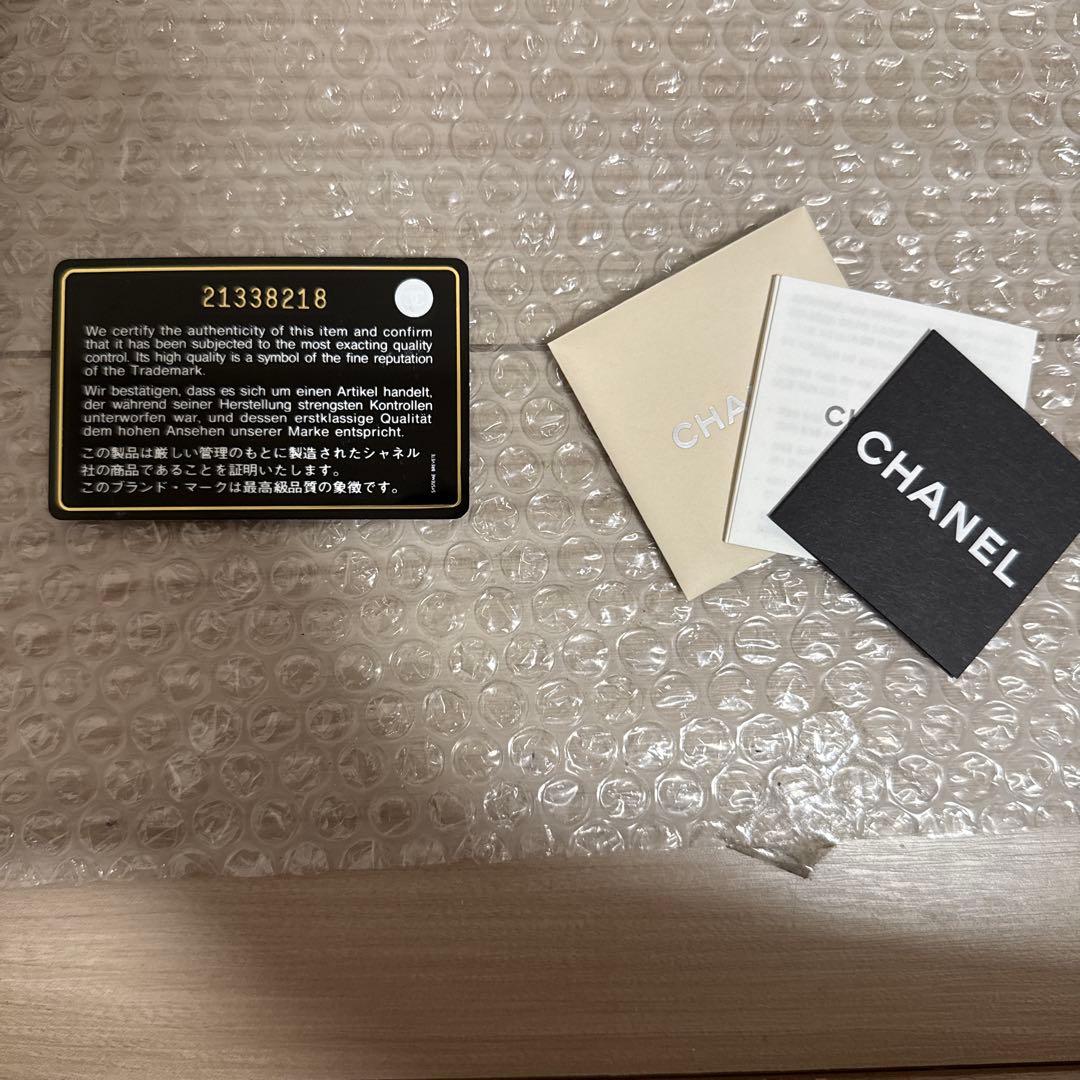 21338218
We certify the authenticity of this item and confirm
that it has been subjected to the most exacting quality
control. Its high quality is a symbol of the fine reputation
of the Trademark.
Wir bestätigen, dass es sich um einen Artikel handelt,
der während seiner Herstellung strengsten Kontrollen
unterworfen war, und dessen erstklassige Qualität
dem hohen Ansehen unserer Marke entspricht.
この製品は厳しい管理のもとに製造されたシャネル
社の商品であることを証明いたします。
このブランド・マークは最高級品質の象徴です。
CHA
C
CHANEL